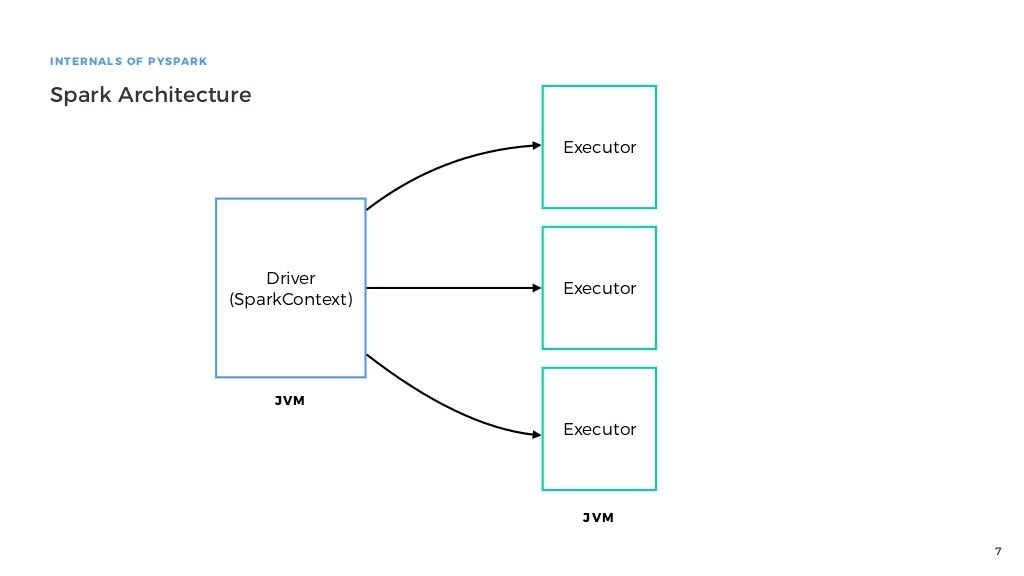 INTERNALS OF PYSPARK
Spark Architecture
Executor
Driver
(SparkContext)
Executor
JVM
Executor
JVM
7